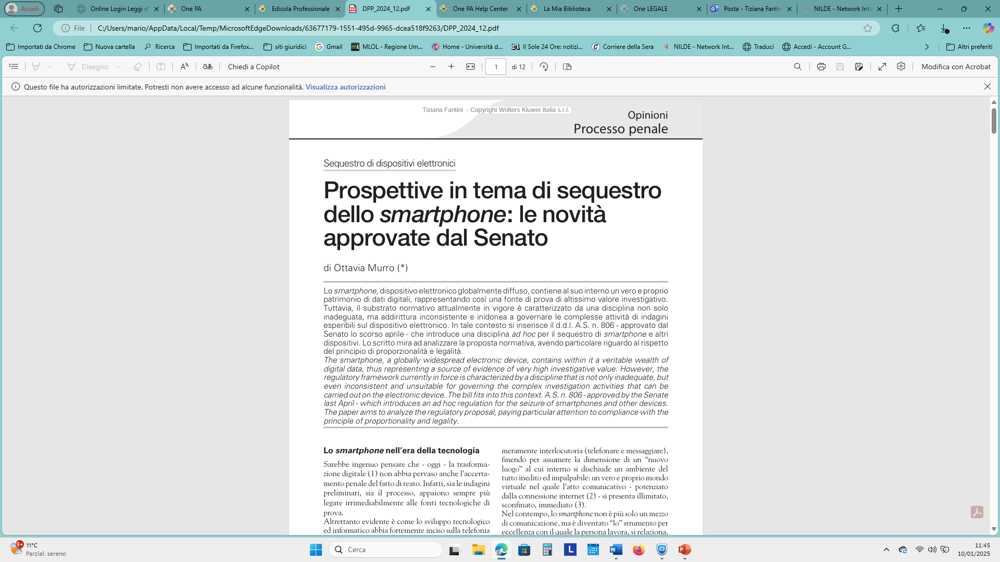 Accedi
Online Login Leggi d'
One PA
Edicola Professionale
DPP_2024_12.pdf
One PA Help Center
La Mia Biblioteca
One LEGALE
Posta - Tiziana Fantin
NILDE - Network Inte
File
C:/Users/mario/AppData/Local/Temp/MicrosoftEdgeDownloads/63677179-1551-495d-9965-dcea518f9263/DPP_2024_12.pdf
Importati da Chrome
Nuova cartella
Ricerca
Importati da Firefox...
siti giuridici
Gmail
MLOL - Regione Um...
Home - Università d...
Il Sole 24 Ore: notizi...
Corriere della Sera
NILDE - Network Int...
Traduci
Accedi - Account G...
Altri preferiti
Disegno
Chiedi a Copilot
1 di 12
Modifica con Acrobat
Questo file ha autorizzazioni limitate. Potresti non avere accesso ad alcune funzionalità. Visualizza autorizzazioni
Tiziana Fantini - Copyright Wolters Kluwer Italia s.r.l.
Opinioni
Processo penale
Sequestro di dispositivi elettronici
Prospettive in tema di sequestro
dello smartphone: le novità
approvate dal Senato
di Ottavia Murro (*)
Lo smartphone, dispositivo elettronico globalmente diffuso, contiene al suo interno un vero e proprio
patrimonio di dati digitali, rappresentando così una fonte di prova di altissimo valore investigativo.
Tuttavia, il substrato normativo attualmente in vigore è caratterizzato da una disciplina non solo
inadeguata, ma addirittura inconsistente e inidonea a governare le complesse attività di indagini
esperibili sul dispositivo elettronico. In tale contesto si inserisce il d.d.l. A.S. n. 806 - approvato dal
Senato lo scorso aprile - che introduce una disciplina ad hoc per il sequestro di smartphone e altri
dispositivi. Lo scritto mira ad analizzare la proposta normativa, avendo particolare riguardo al rispetto
del principio di proporzionalità e legalità.
The smartphone, a globally widespread electronic device, contains within it a veritable wealth of
digital data, thus representing a source of evidence of very high investigative value. However, the
regulatory framework currently in force is characterized by a discipline that is not only inadequate, but
even inconsistent and unsuitable for governing the complex investigation activities that can be
carried out on the electronic device. The bill fits into this context. A.S. n. 806 - approved by the Senate
last April - which introduces an ad hoc regulation for the seizure of smartphones and other devices.
The paper aims to analyze the regulatory proposal, paying particular attention to compliance with the
principle of proportionality and legality.
Lo smartphone nell'era della tecnologia
Sarebbe ingenuo pensare che - oggi - la trasforma-
zione digitale (1) non abbia pervaso anche l'accerta-
mento penale del fatto di reato. Infatti, sia le indagini
preliminari, sia il processo, appaiono sempre più
legate irrimediabilmente alle fonti tecnologiche di
prova.
Altrettanto evidente è come lo sviluppo tecnologico
ed informatico abbia fortemente inciso sulla telefonia
meramente interlocutoria (telefonare e messaggiare),
finendo per assumere la dimensione di un “nuovo
luogo” al cui interno si dischiude un ambiente del
tutto inedito ed impalpabile: un vero e proprio mondo
virtuale nel quale l'atto comunicativo - potenziato
dalla connessione internet (2) - si presenta illimitato,
sconfinato, immediato (3).
Nel contempo, lo smartphone non è più solo un mezzo
di comunicazione, ma è diventato “lo” strumento per
eccellenza con il quale la persona lavora, si relaziona,
9+
11°C
Parzial. sereno
Cerca
11:45
10/01/2025